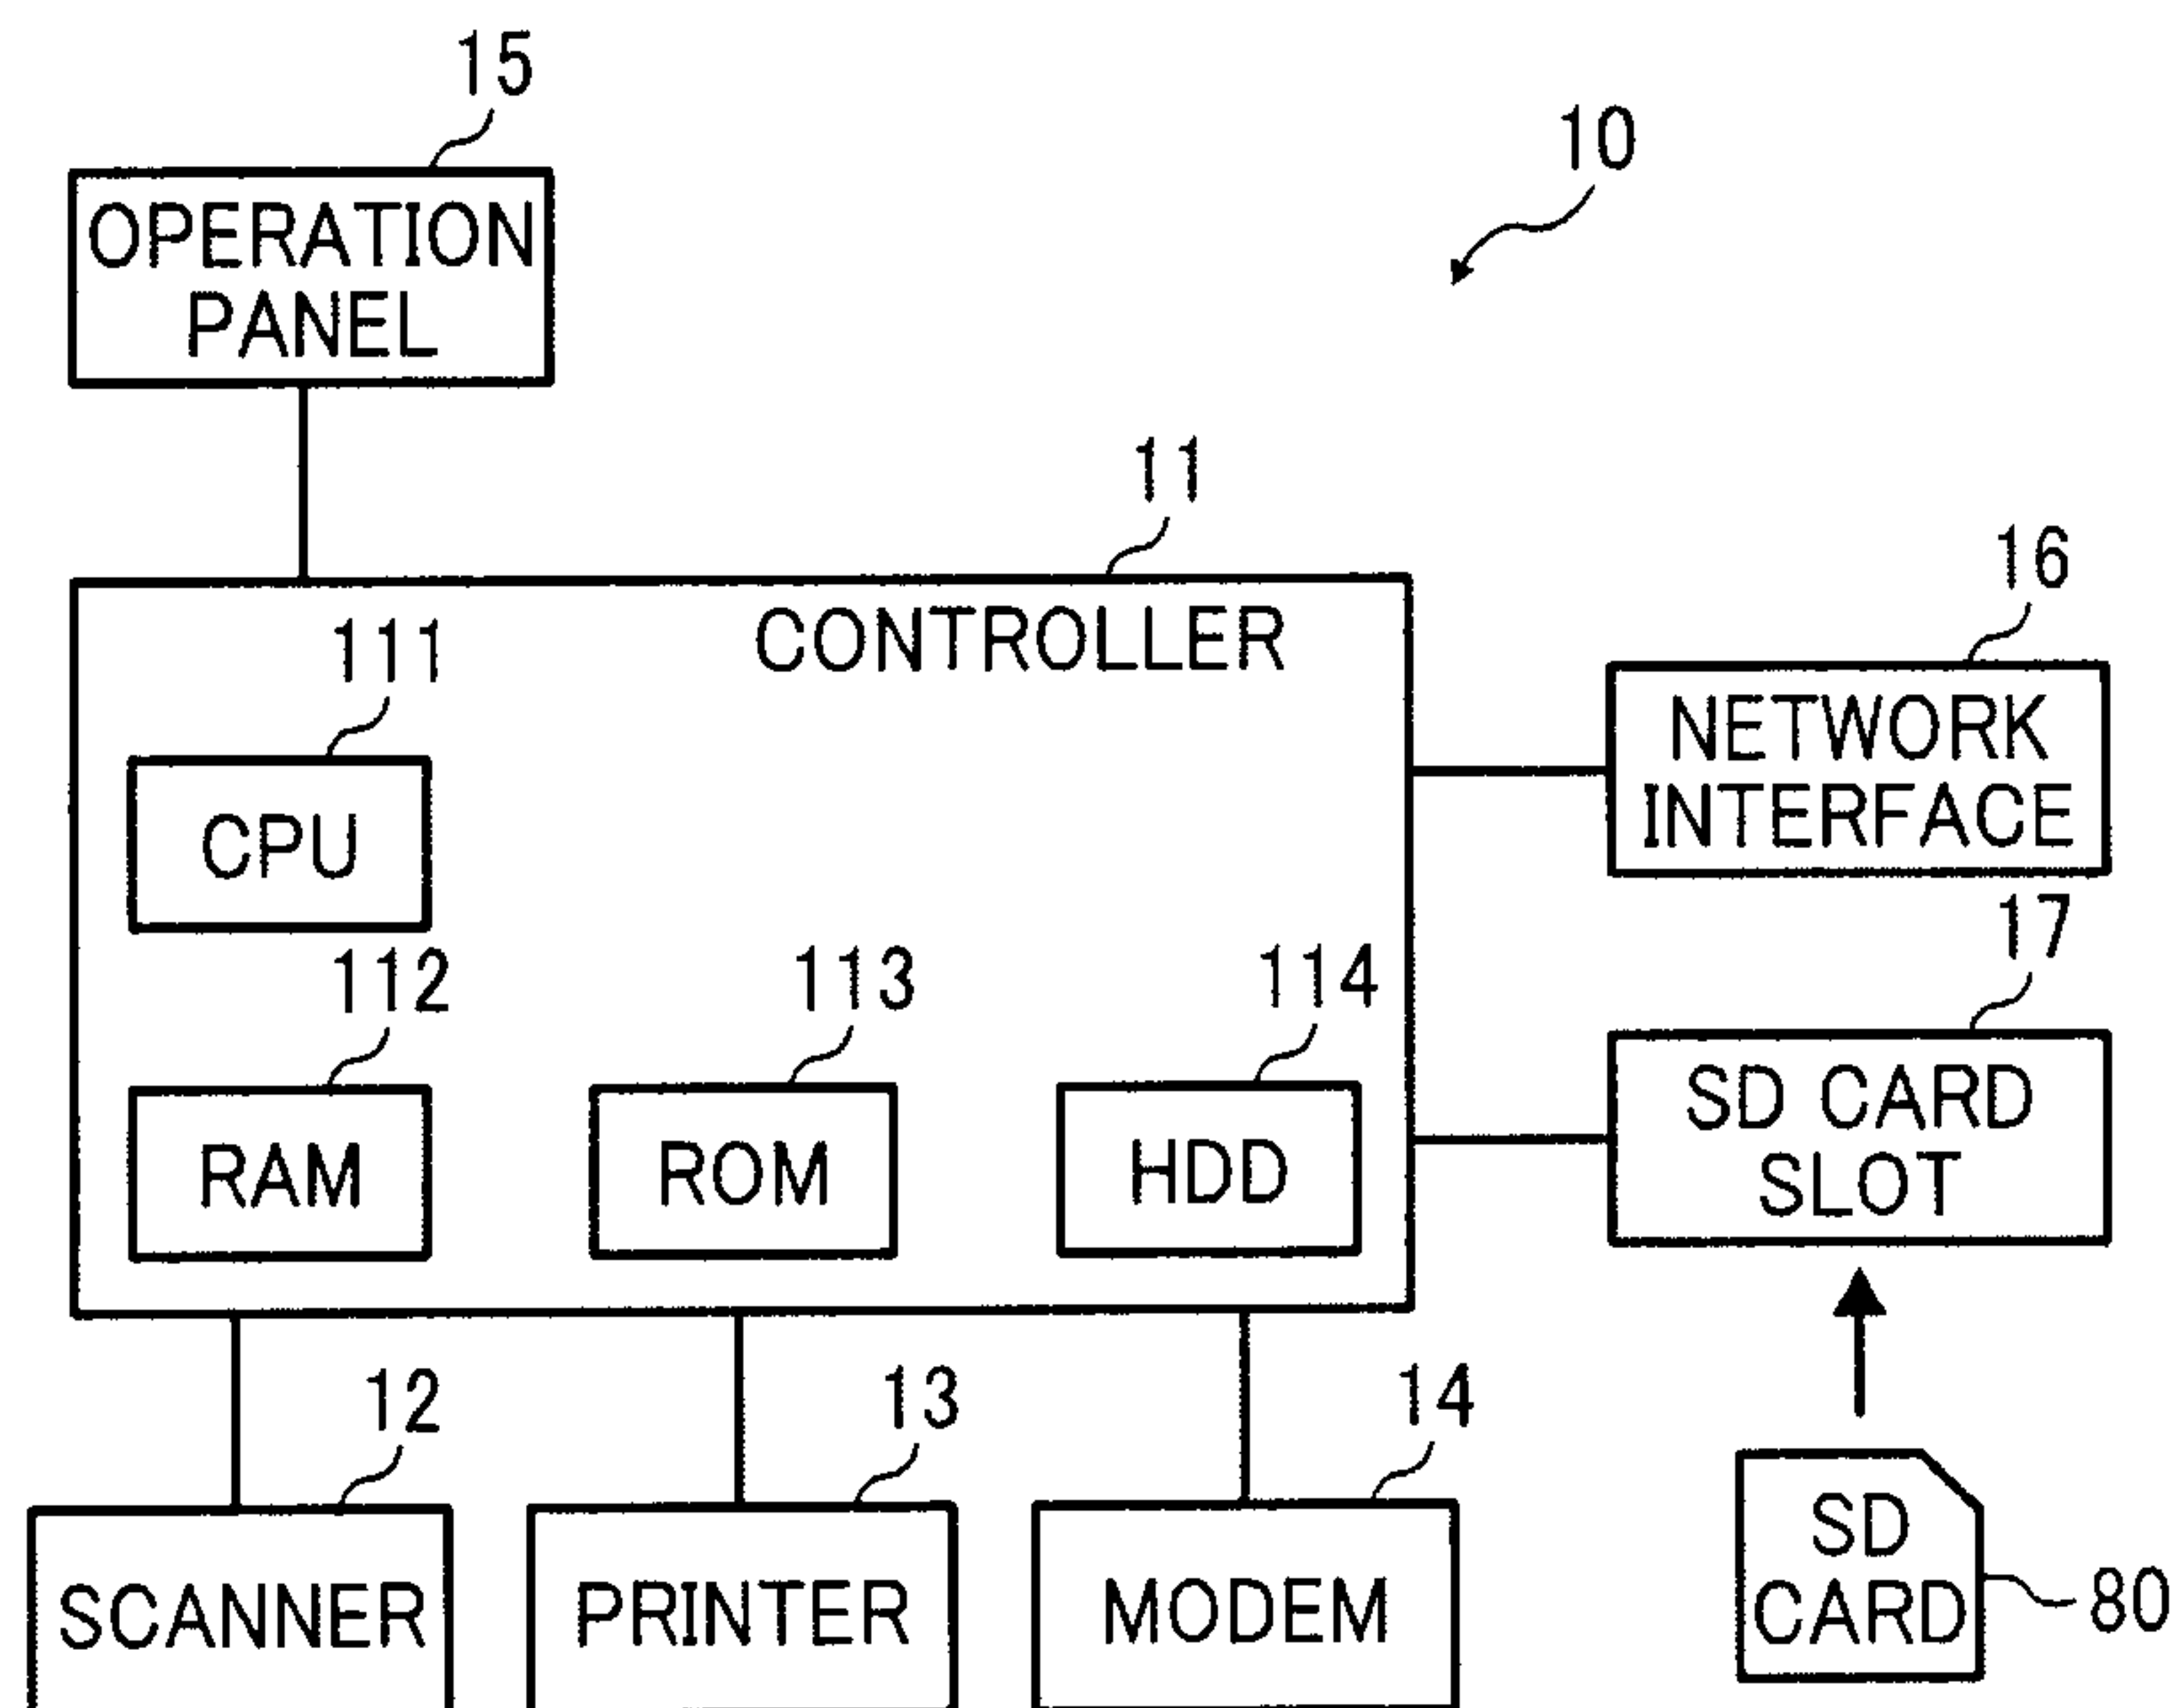 15
OPERATION
PANEL
10
11
CONTROLLER
111
CPU
16
NETWORK
INTERFACE
112
RAM
113
ROM
114
HDD
17
SD CARD
SLOT
12
SCANNER
13
PRINTER
14
MODEM
SD
CARD
80